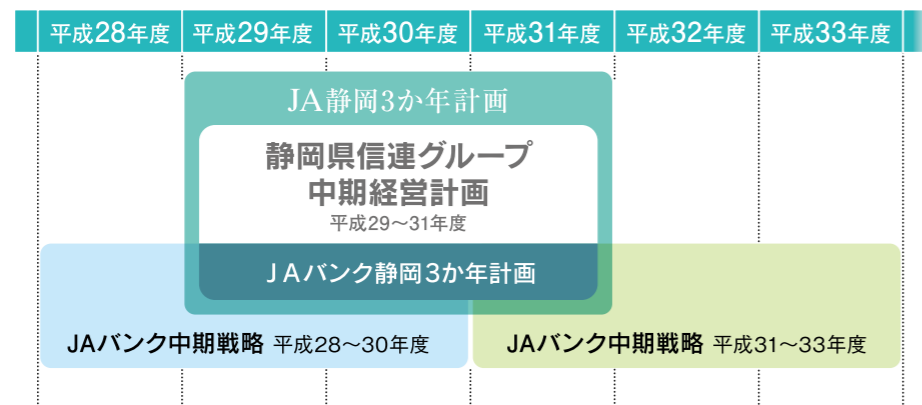 平成28年度 平成29年度 平成30年度 平成31年度 平成32年度 平成33年度
JA静岡3か年計画
静岡県信連グループ
中期経営計画
平成29～31年度
JAバンク静岡3か年計画
JAバンク中期戦略 平成28～30年度
JAバンク中期戦略 平成31～33年度